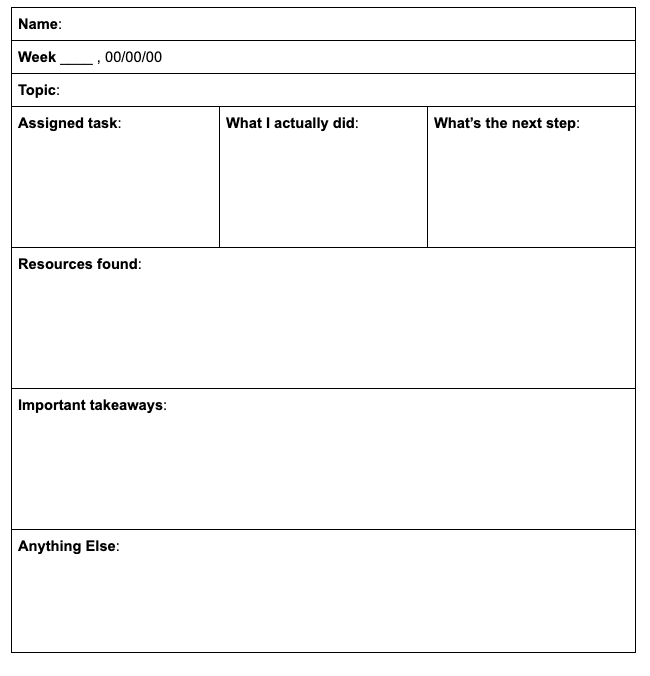 Name:
Week ____ , 00/00/00
Topic:
Assigned task:
What I actually did:
What's the next step:
Resources found:
Important takeaways:
Anything Else: